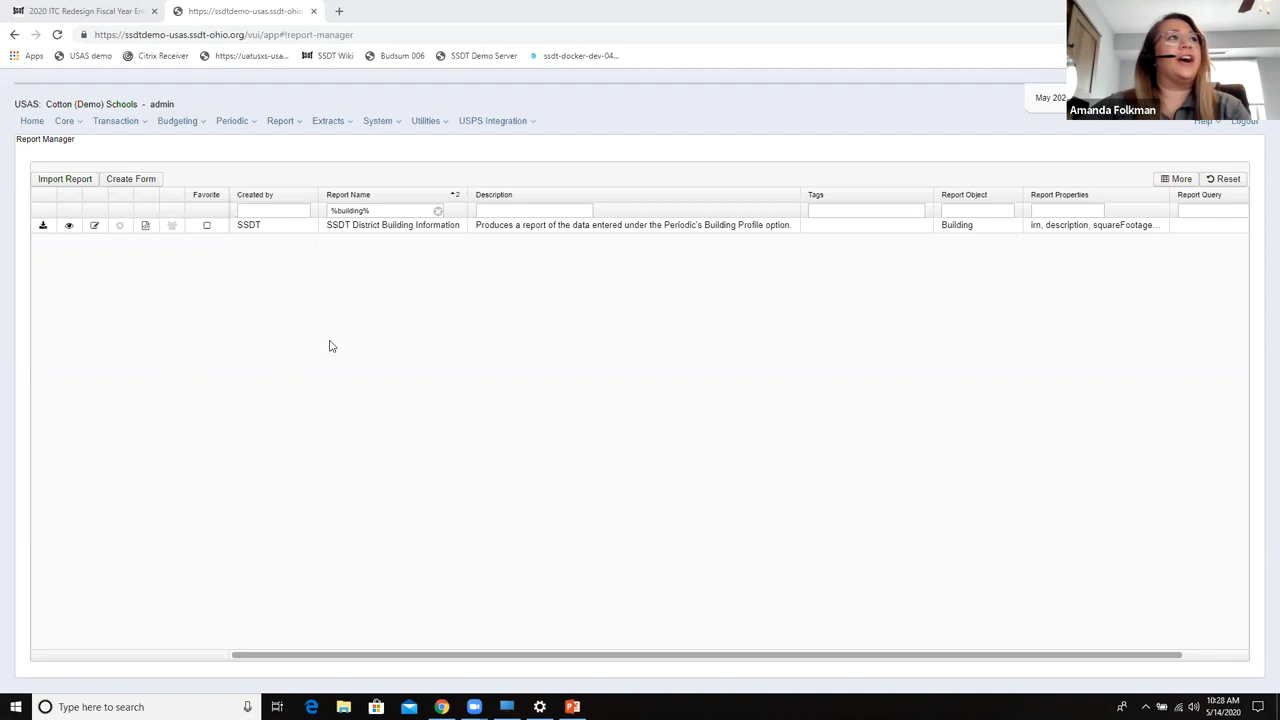 2020 ITC Redesign Fiscal Year En
https://ssdtdemo-usas.ssdt-ohio
https://ssdtdemo-usas.ssdt-ohio.org/vui/app#!report-manager
Apps USAS demo Citrix Receiver https://uatusxs-usa... SSDT Wiki Budsum 006 SSDT Demo Server ssdt-docker-dev-04...
Amanda Folkman
USAS: Cotton (Demo) Schools - admin
May 202
Home Core Transaction Budgeting Periodic Report Extracts System Utilities USPS Integration Help Logout
Report Manager
Import Report Create Form More Reset
Favorite Created by Report Name 2 Description Tags Report Object Report Properties Report Query
%building%
SSDT SSDT District Building Information Produces a report of the data entered under the Periodic's Building Profile option. Building irn, description, squareFootage...
Type here to search
10:28 AM
5/14/2020